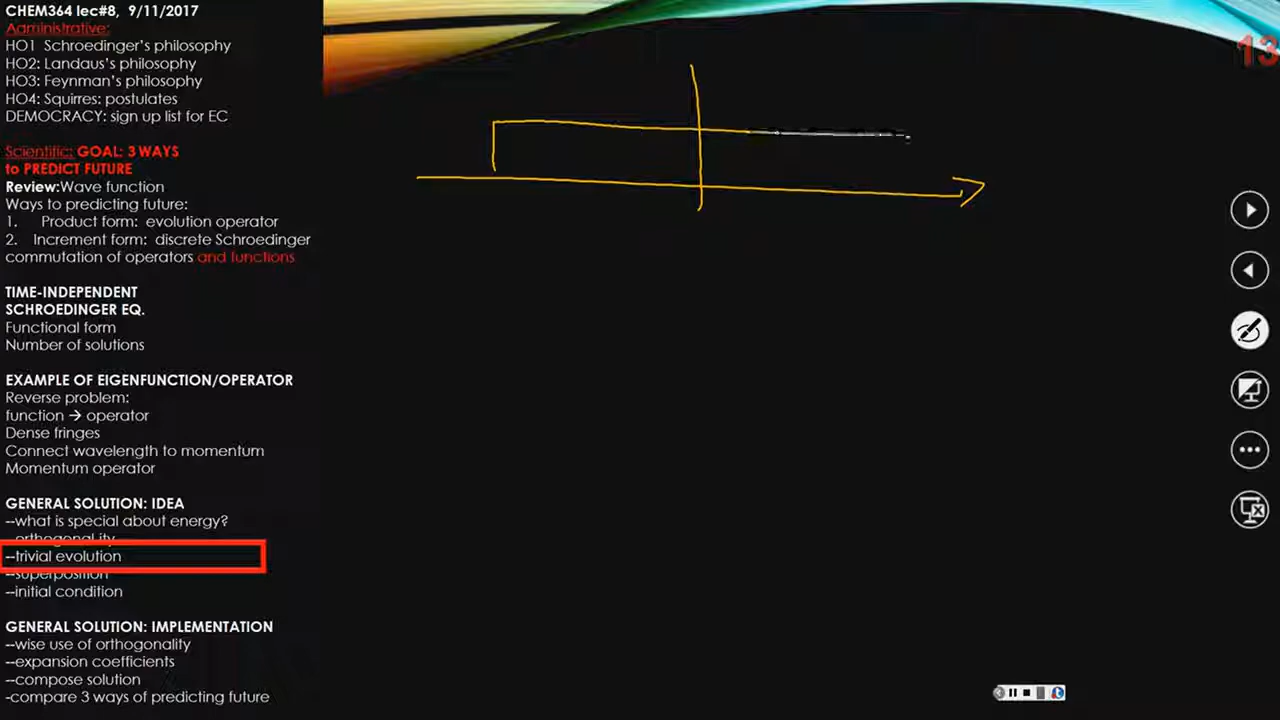 CHEM364 lec#8, 9/11/2017
Administrative:
HO1 Schroedinger's philosophy
HO2: Landaus's philosophy
HO3: Feynman's philosophy
HO4: Squirres: postulates
DEMOCRACY: sign up list for EC
Scientific: GOAL: 3 WAYS
to PREDICT FUTURE
Review:Wave function
Ways to predicting future:
1. Product form: evolution operator
2. Increment form: discrete Schroedinger
commutation of operators and functions
TIME-INDEPENDENT
SCHROEDINGER EQ.
Functional form
Number of solutions
EXAMPLE OF EIGENFUNCTION/OPERATOR
Reverse problem:
function → operator
Dense fringes
Connect wavelength to momentum
Momentum operator
GENERAL SOLUTION: IDEA
--what is special about energy?
--orthogonality
--trivial evolution
--superposition
--initial condition
GENERAL SOLUTION: IMPLEMENTATION
--wise use of orthogonality
--expansion coefficients
--compose solution
-compare 3 ways of predicting future
13